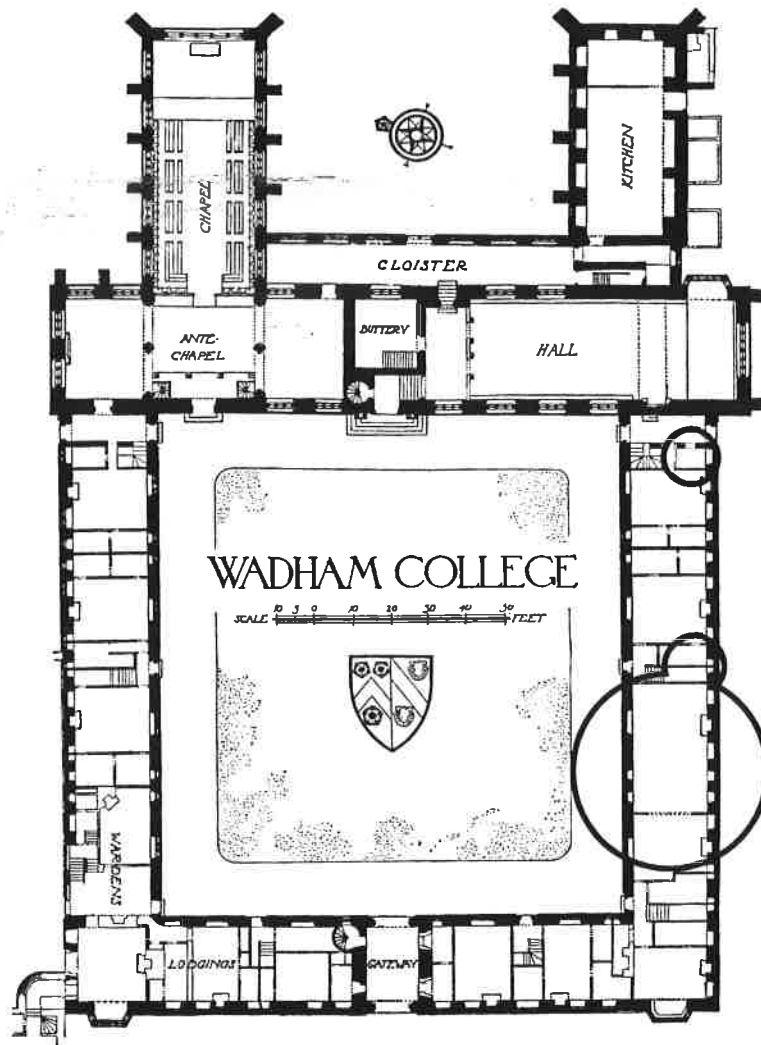 CHAPEL
KITCHEN
CLOISTER
ANTE-
CHAPEL
BUTTERY
HALL
WADHAM COLLEGE
SCALE 10 5 0 10 20 30 40 50 FEET
WARDENS
LODGINGS
GATEWAY